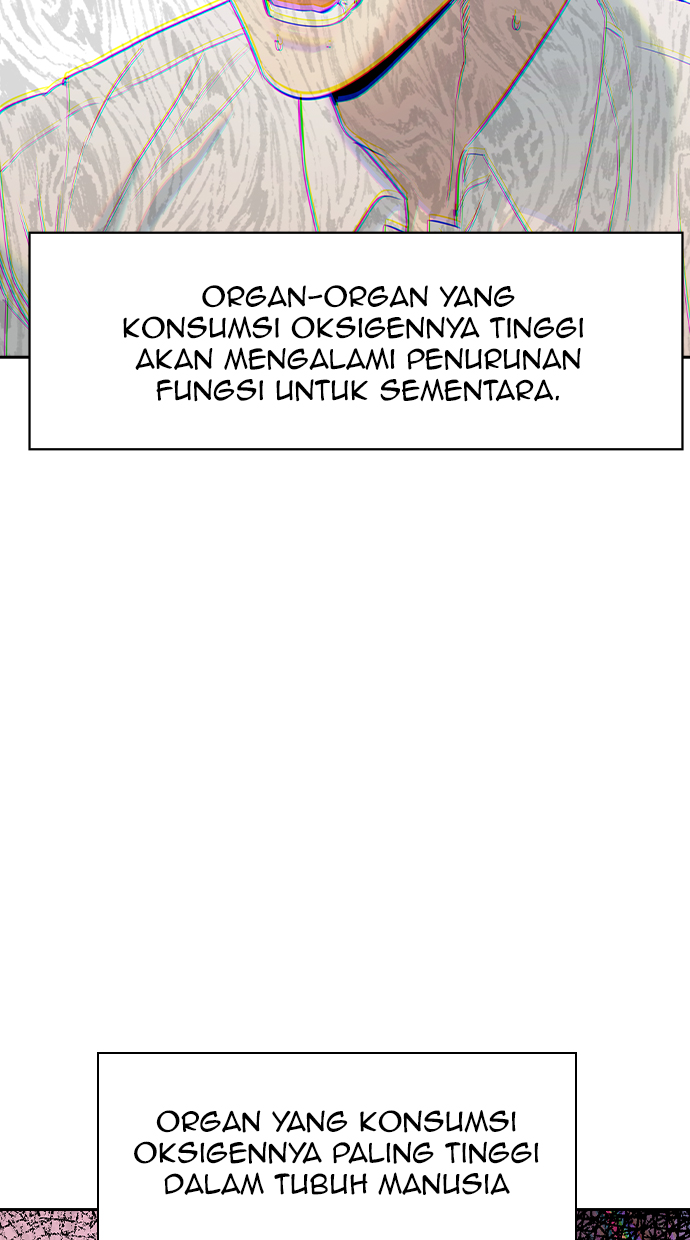 ORGAN-ORGAN YANG
KONSUMSI OKSIGENNYA TINGGI
AKAN MENGALAMI PENURUNAN
FUNGSI UNTUK SEMENTARA.
ORGAN YANG KONSUMSI
OKSIGENNYA PALING TINGGI
DALAM TUBUH MANUSIA